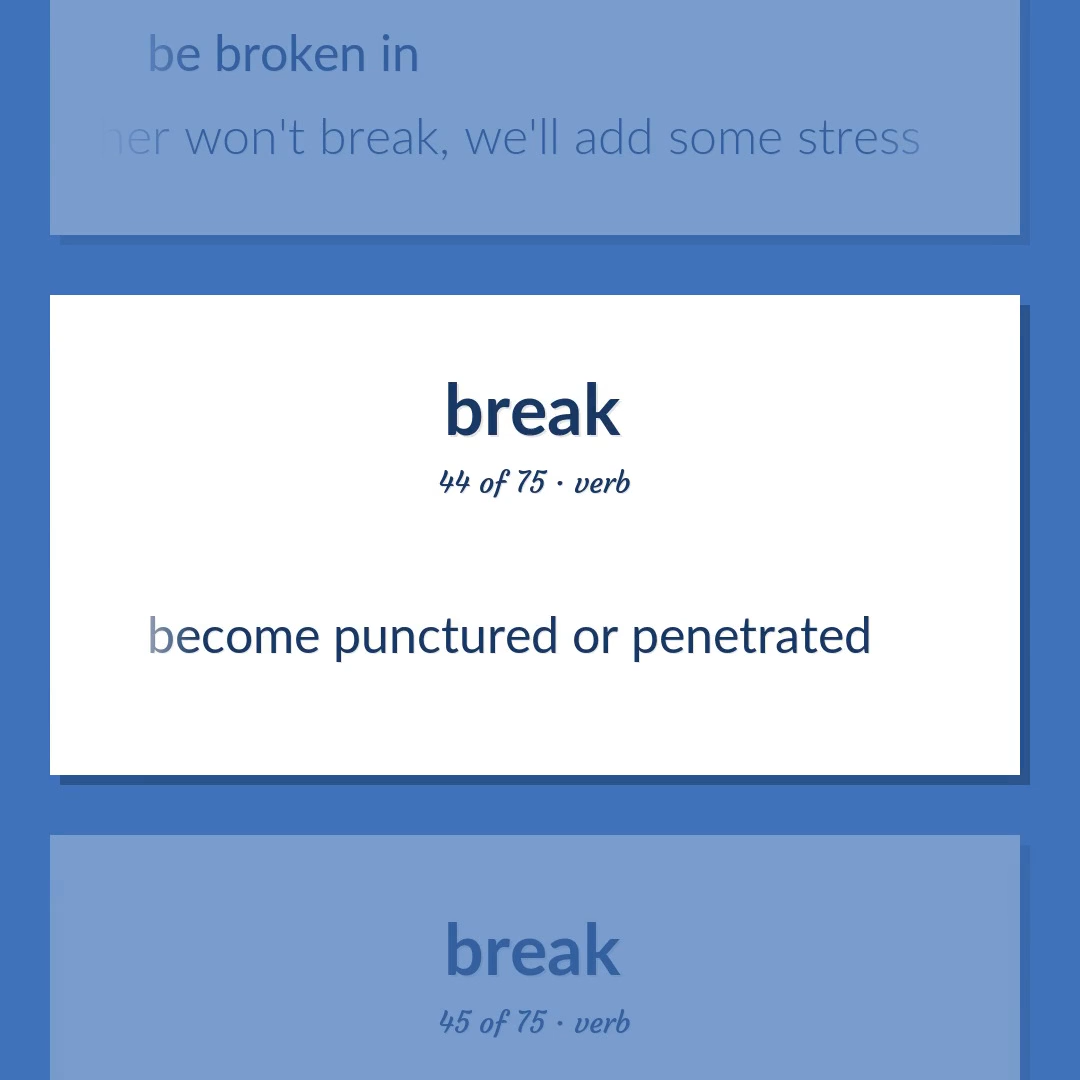 be broken in
her won't break, we'll add some stress
break
44 of 75 · verb
become punctured or penetrated
break
45 of 75 · verb